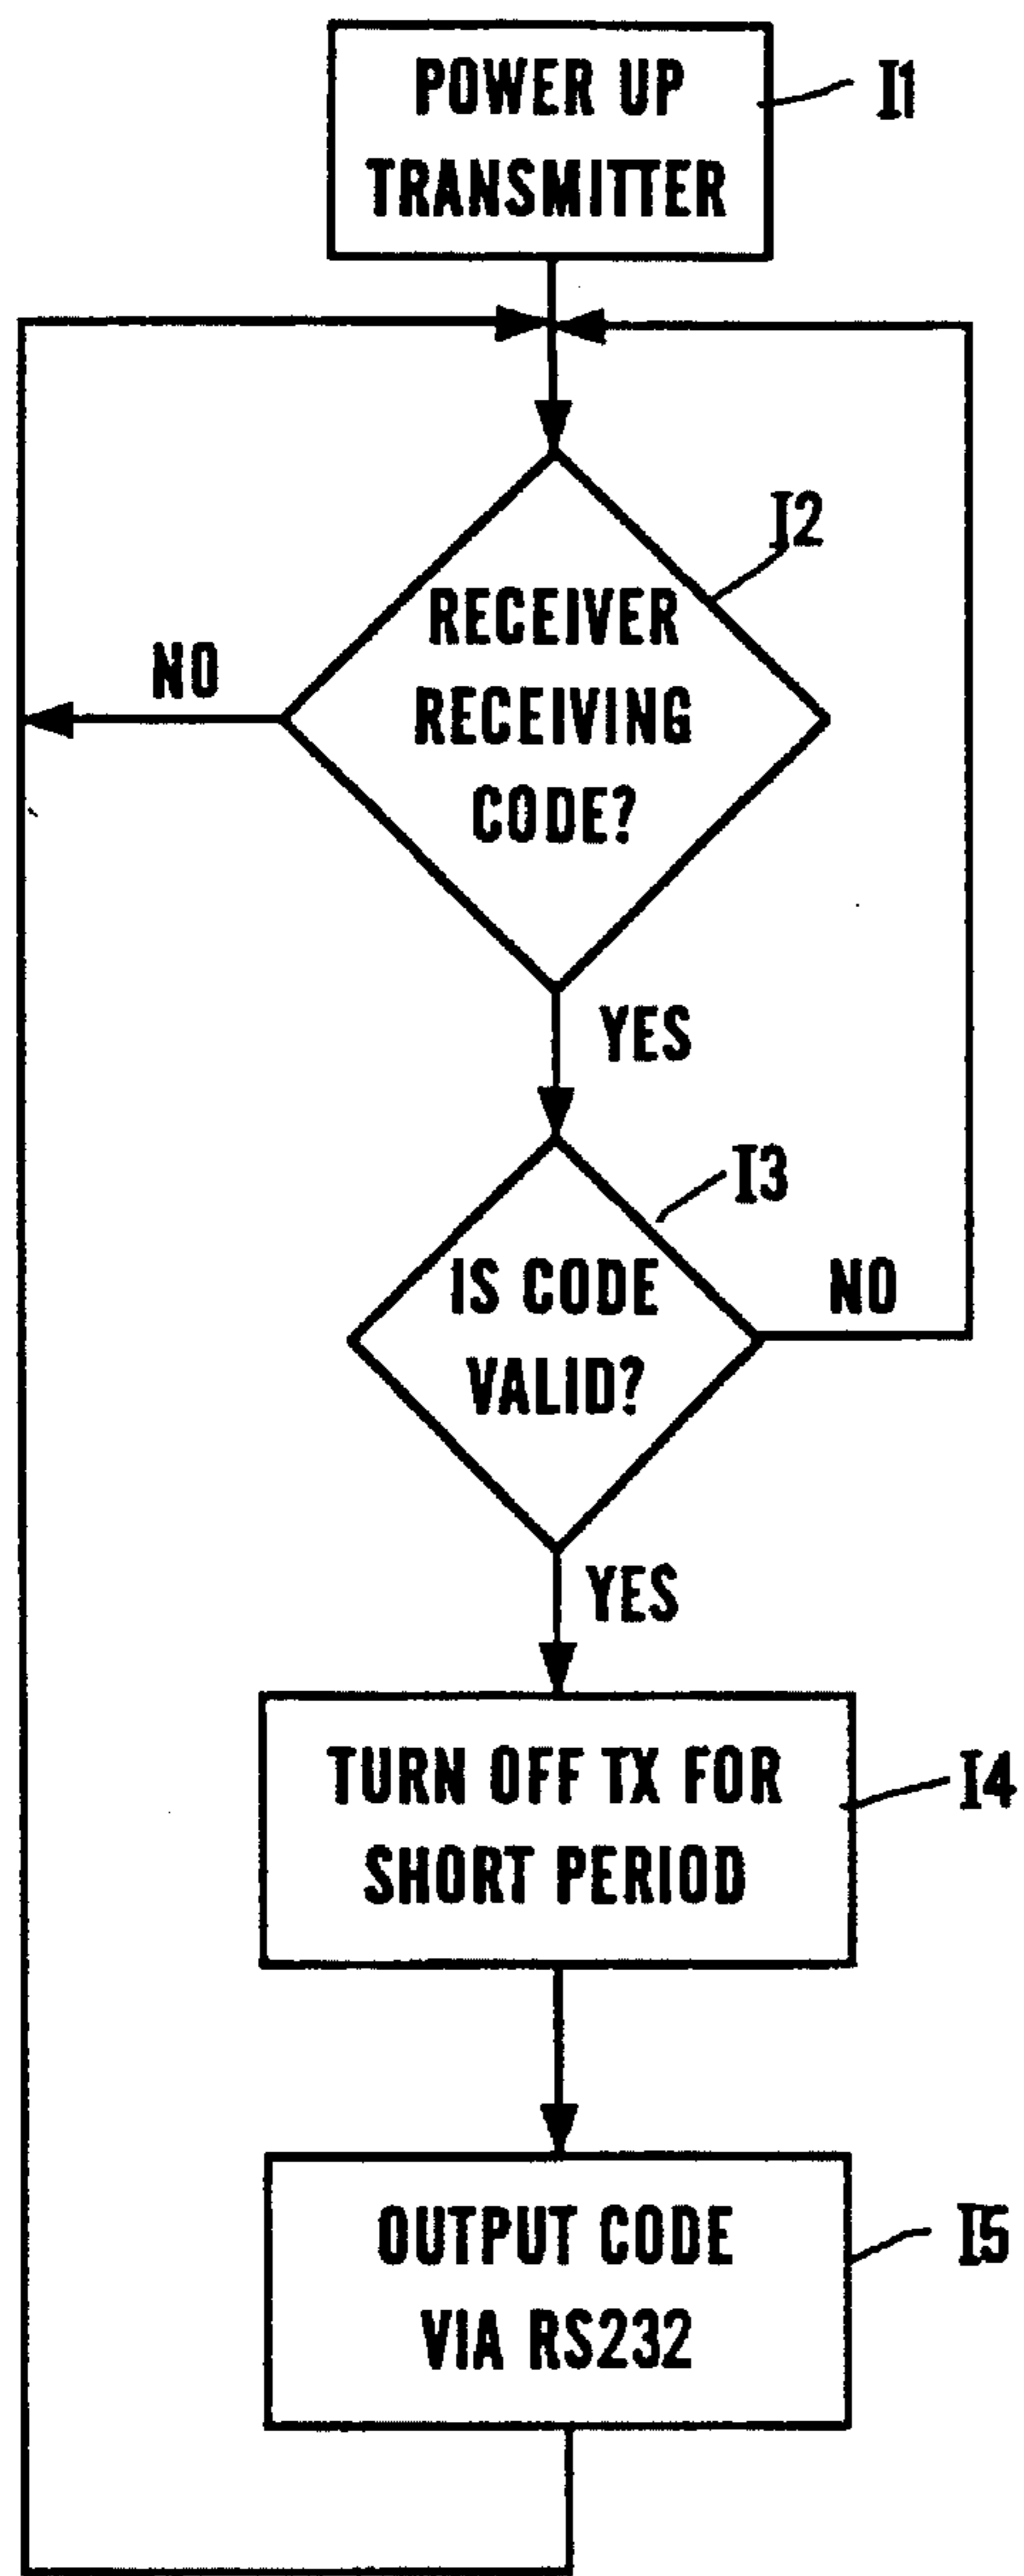 POWER UP
TRANSMITTER
I1
I2
RECEIVER
RECEIVING
CODE?
NO
YES
I3
IS CODE
VALID?
NO
YES
TURN OFF TX FOR
SHORT PERIOD
I4
OUTPUT CODE
VIA RS232
I5